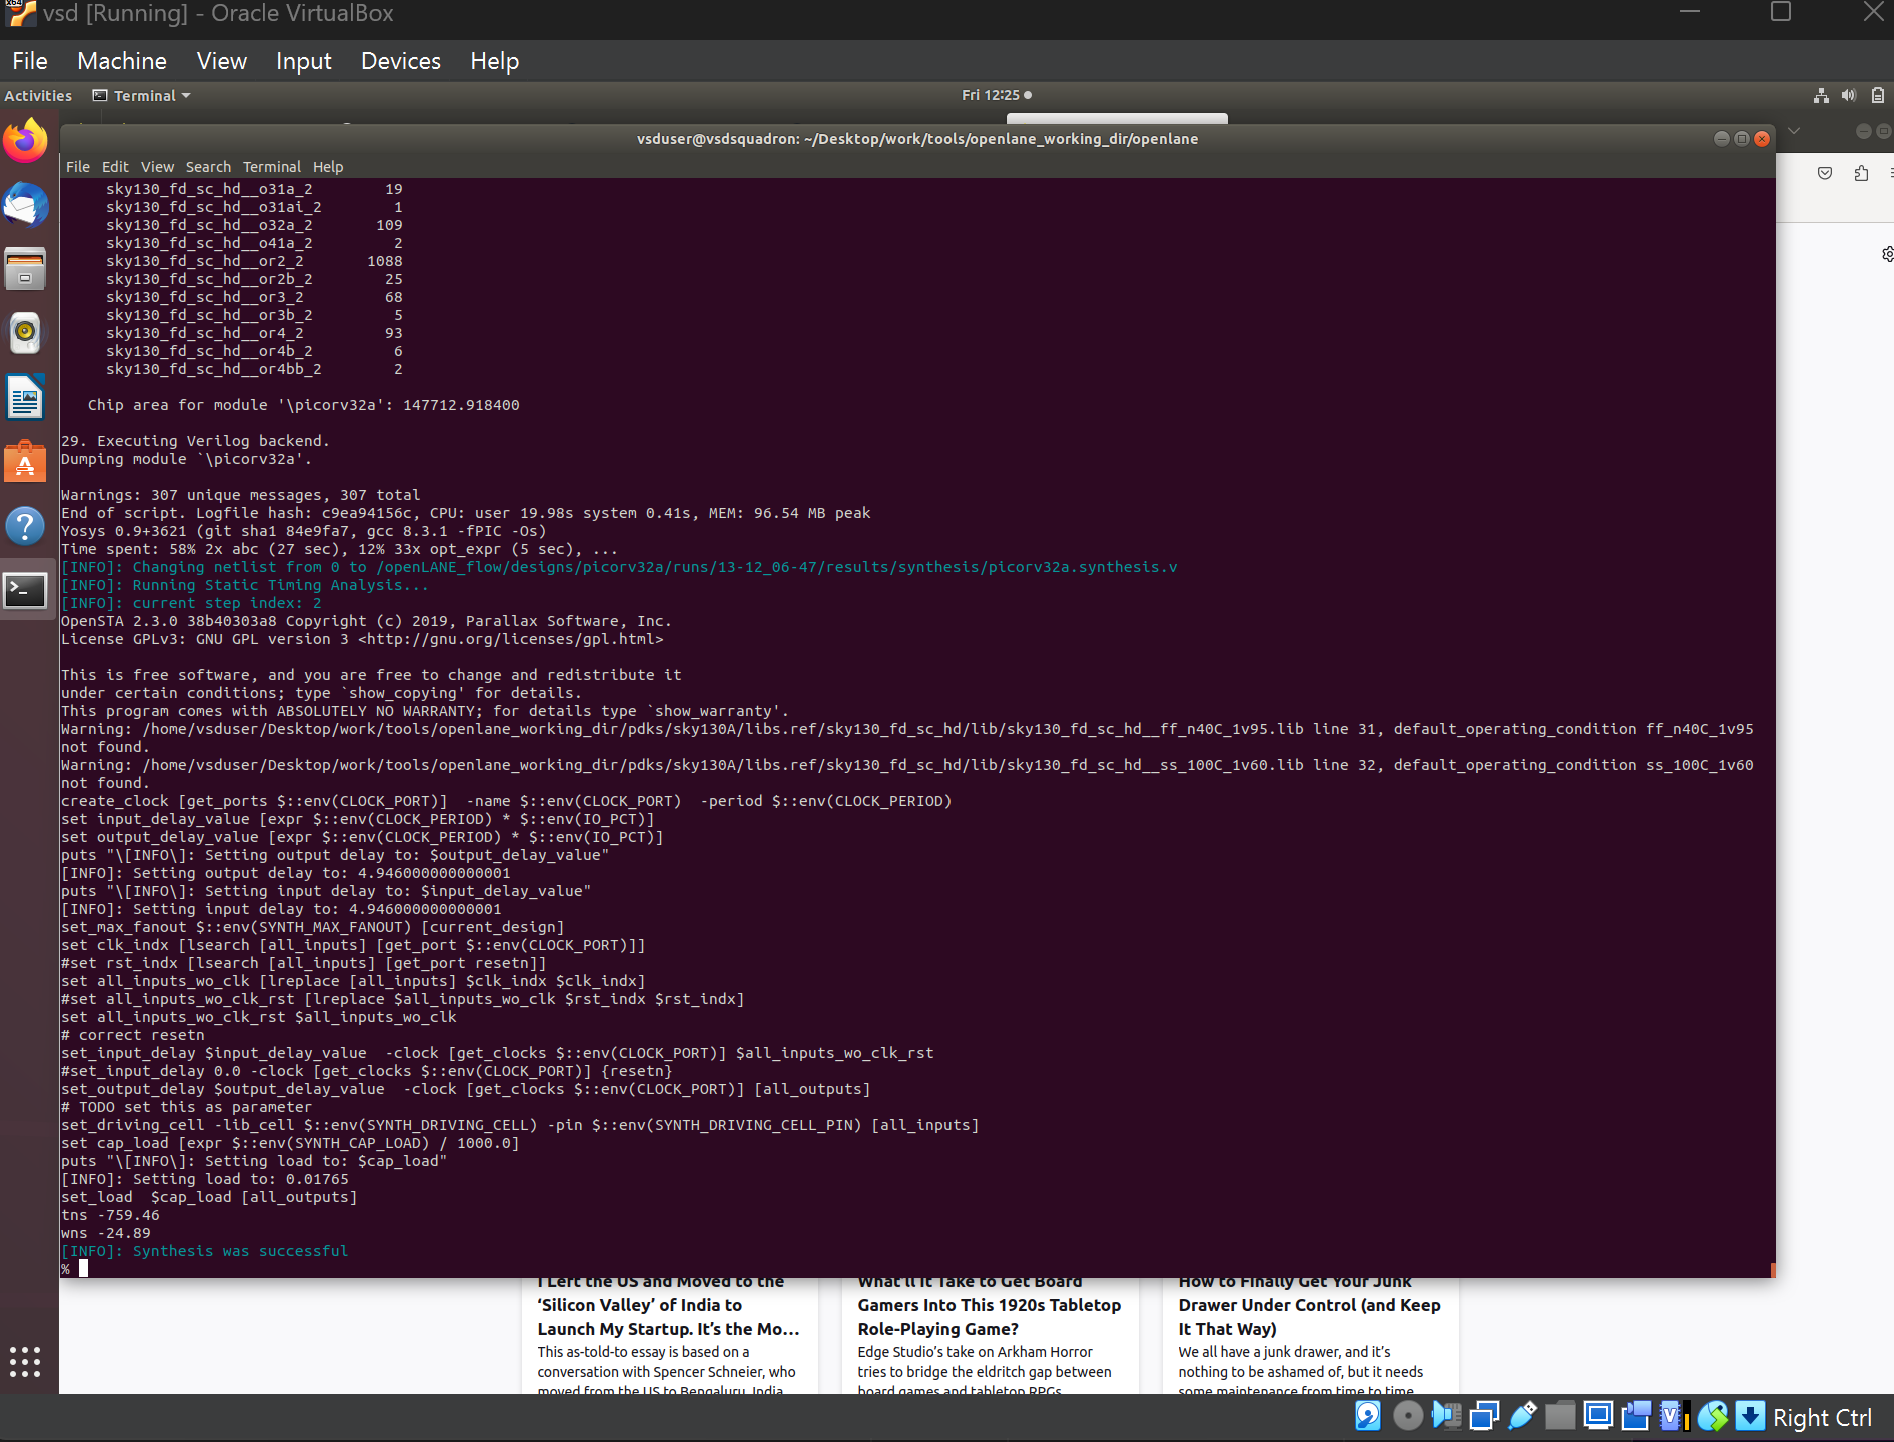 vsd [Running] - Oracle VirtualBox
File Machine View Input Devices Help
Activities Terminal Fri 12:25
vsduser@vsdsquadron: ~/Desktop/work/tools/openlane_working_dir/openlane
File Edit View Search Terminal Help
sky130_fd_sc_hd__o31a_2 19
sky130_fd_sc_hd__o31ai_2 1
sky130_fd_sc_hd__o32a_2 109
sky130_fd_sc_hd__o41a_2 2
sky130_fd_sc_hd__or2_2 1088
sky130_fd_sc_hd__or2b_2 25
sky130_fd_sc_hd__or3_2 68
sky130_fd_sc_hd__or3b_2 5
sky130_fd_sc_hd__or4_2 93
sky130_fd_sc_hd__or4b_2 6
sky130_fd_sc_hd__or4bb_2 2
Chip area for module '\picorv32a': 147712.918400
29. Executing Verilog backend.
Dumping module `\picorv32a'.
Warnings: 307 unique messages, 307 total
End of script. Logfile hash: c9ea94156c, CPU: user 19.98s system 0.41s, MEM: 96.54 MB peak
Yosys 0.9+3621 (git sha1 84e9fa7, gcc 8.3.1 -fPIC -Os)
Time spent: 58% 2x abc (27 sec), 12% 33x opt_expr (5 sec), ...
[INFO]: Changing netlist from 0 to /openLANE_flow/designs/picorv32a/runs/13-12_06-47/results/synthesis/picorv32a.synthesis.v
[INFO]: Running Static Timing Analysis...
[INFO]: current step index: 2
OpenSTA 2.3.0 38b40303a8 Copyright (c) 2019, Parallax Software, Inc.
License GPLv3: GNU GPL version 3 <http://gnu.org/licenses/gpl.html>
This is free software, and you are free to change and redistribute it
under certain conditions; type `show_copying' for details.
This program comes with ABSOLUTELY NO WARRANTY; for details type `show_warranty'.
Warning: /home/vsduser/Desktop/work/tools/openlane_working_dir/pdks/sky130A/libs.ref/sky130_fd_sc_hd/lib/sky130_fd_sc_hd__ff_n40C_1v95.lib line 31, default_operating_condition ff_n40C_1v95
not found.
Warning: /home/vsduser/Desktop/work/tools/openlane_working_dir/pdks/sky130A/libs.ref/sky130_fd_sc_hd/lib/sky130_fd_sc_hd__ss_100C_1v60.lib line 32, default_operating_condition ss_100C_1v60
not found.
create_clock [get_ports $::env(CLOCK_PORT)]  -name $::env(CLOCK_PORT)  -period $::env(CLOCK_PERIOD)
set input_delay_value [expr $::env(CLOCK_PERIOD) * $::env(IO_PCT)]
set output_delay_value [expr $::env(CLOCK_PERIOD) * $::env(IO_PCT)]
puts "\[INFO\]: Setting output delay to: $output_delay_value"
[INFO]: Setting output delay to: 4.946000000000001
puts "\[INFO\]: Setting input delay to: $input_delay_value"
[INFO]: Setting input delay to: 4.946000000000001
set_max_fanout $::env(SYNTH_MAX_FANOUT) [current_design]
set clk_indx [lsearch [all_inputs] [get_port $::env(CLOCK_PORT)]]
#set rst_indx [lsearch [all_inputs] [get_port resetn]]
set all_inputs_wo_clk [lreplace [all_inputs] $clk_indx $clk_indx]
#set all_inputs_wo_clk_rst [lreplace $all_inputs_wo_clk $rst_indx $rst_indx]
set all_inputs_wo_clk_rst $all_inputs_wo_clk
# correct resetn
set_input_delay $input_delay_value  -clock [get_clocks $::env(CLOCK_PORT)] $all_inputs_wo_clk_rst
#set_input_delay 0.0 -clock [get_clocks $::env(CLOCK_PORT)] {resetn}
set_output_delay $output_delay_value  -clock [get_clocks $::env(CLOCK_PORT)] [all_outputs]
# TODO set this as parameter
set_driving_cell -lib_cell $::env(SYNTH_DRIVING_CELL) -pin $::env(SYNTH_DRIVING_CELL_PIN) [all_inputs]
set cap_load [expr $::env(SYNTH_CAP_LOAD) / 1000.0]
puts "\[INFO\]: Setting load to: $cap_load"
[INFO]: Setting load to: 0.01765
set_load  $cap_load [all_outputs]
tns -759.46
wns -24.89
[INFO]: Synthesis was successful
%
I Left the US and Moved to the
‘Silicon Valley’ of India to
Launch My Startup. It’s the Mo...
This as-told-to essay is based on a
conversation with Spencer Schneier, who
moved from the US to Bengaluru, India
What'll It Take to Get Board
Gamers Into This 1920s Tabletop
Role-Playing Game?
Edge Studio’s take on Arkham Horror
tries to bridge the eldritch gap between
board games and tabletop RPGs
How to Finally Get Your Junk
Drawer Under Control (and Keep
It That Way)
We all have a junk drawer, and it’s
nothing to be ashamed of, but it needs
some maintenance from time to time
Right Ctrl